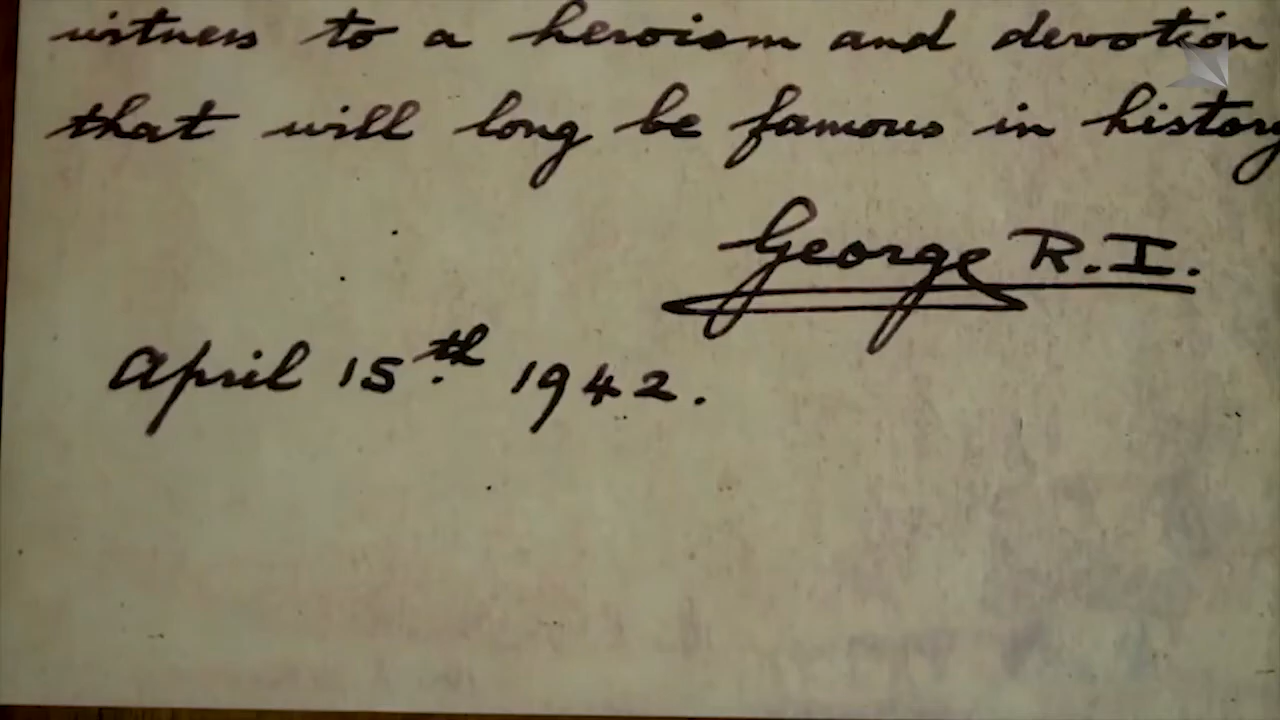 witness to a heroism and devotion
that will long be famous in history
George R.I.
April 15th 1942.